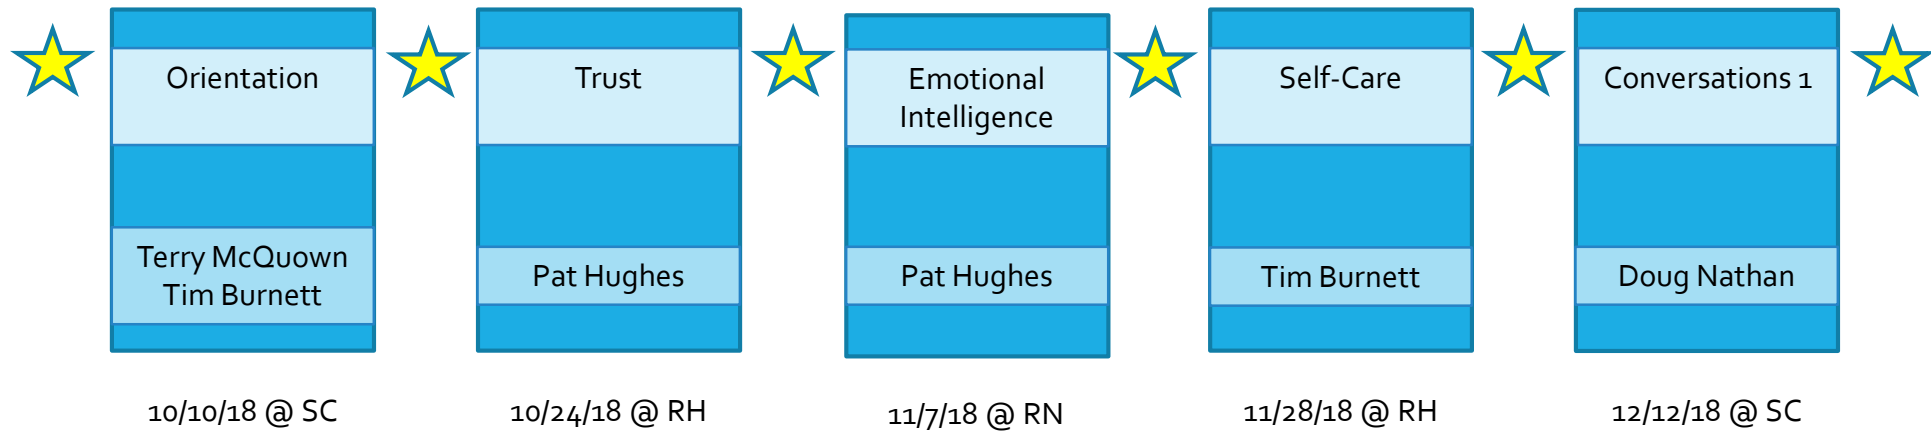 Orientation
Trust
Emotional
Intelligence
Self-Care
Conversations 1
Terry McQuown
Tim Burnett
Pat Hughes
Pat Hughes
Tim Burnett
Doug Nathan
10/10/18 @ SC
10/24/18 @ RH
11/7/18 @ RN
11/28/18 @ RH
12/12/18 @ SC